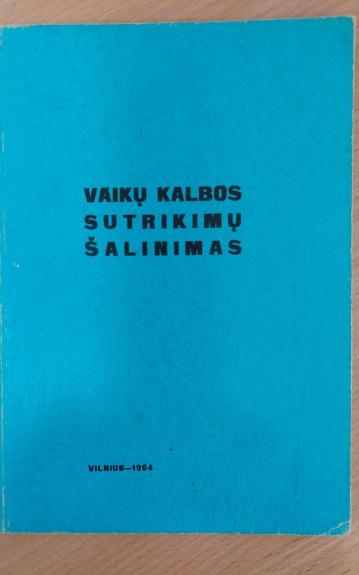 VAIKŲ KALBOS
SUTRIKIMŲ
ŠALINIMAS
VILNIUS—1964